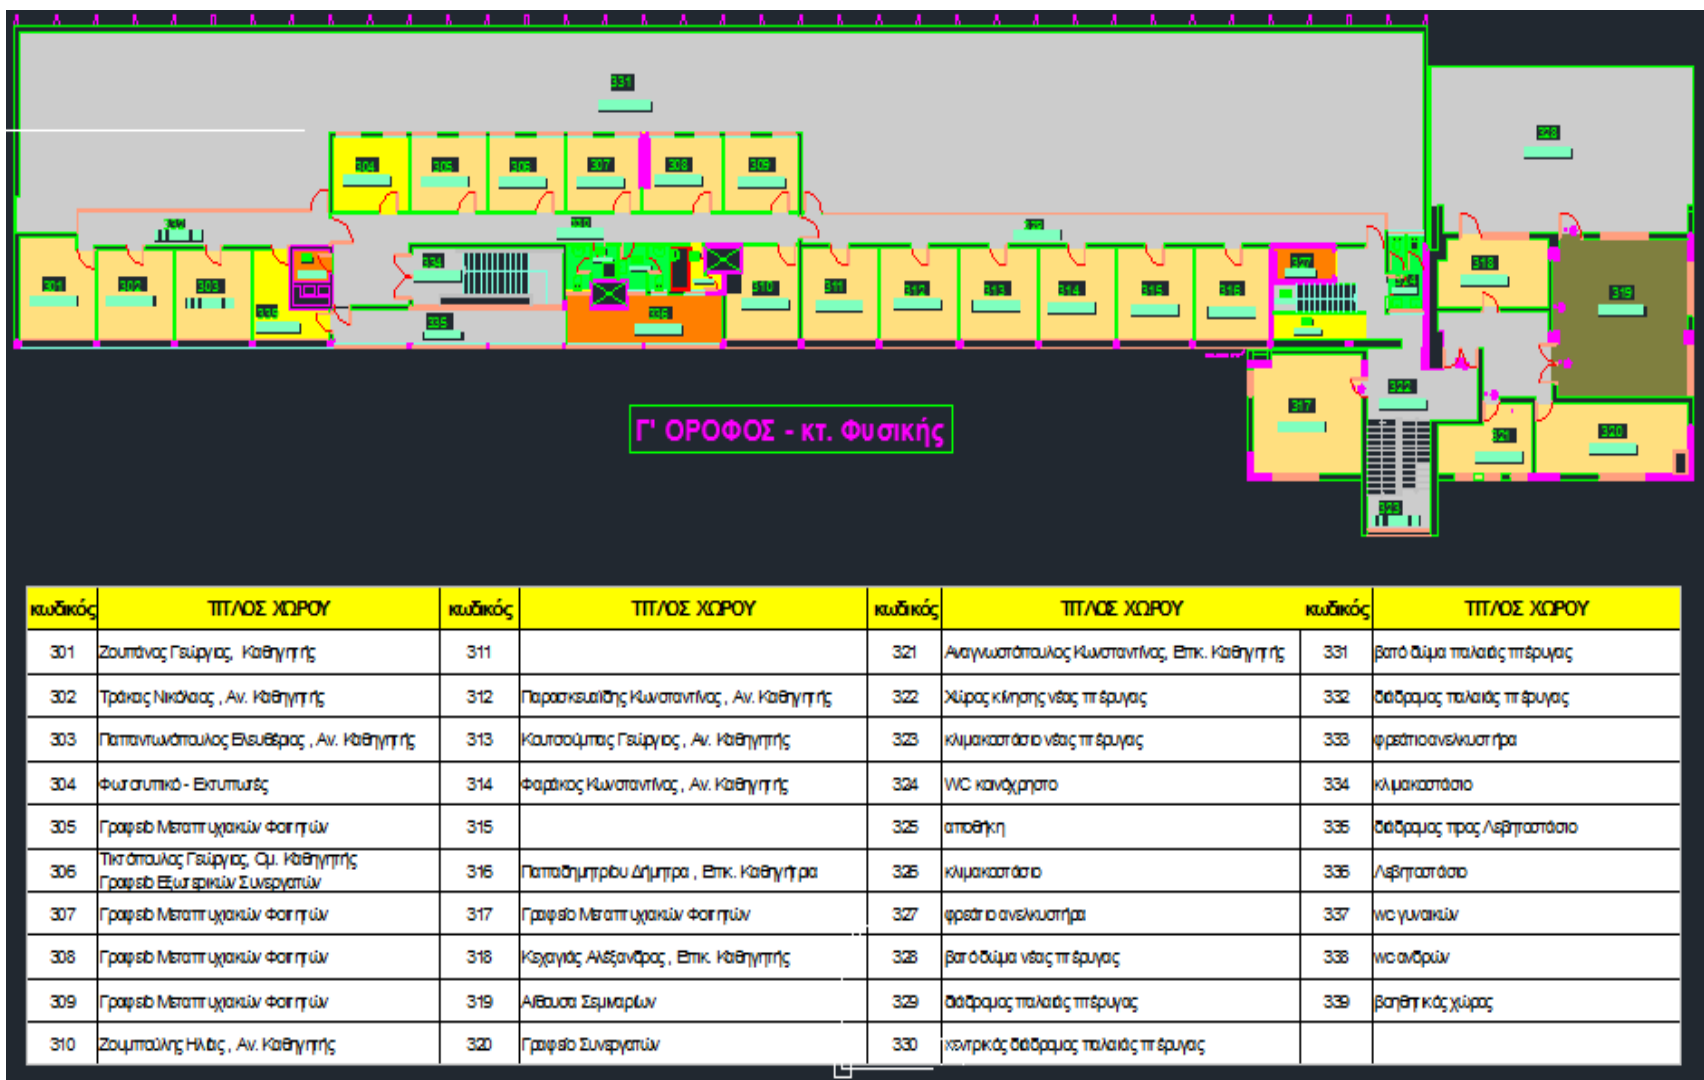 331
328
304 305 306 307 308 309
332 330 329
301 302 303 339 334 310 311 312 313 314 315 316 327 324 318 319
335 336
322
317 321 320
323
Γ' ΟΡΟΦΟΣ - κτ. Φυσικής
κωδικός ΤΙΤΛΟΣ ΧΩΡΟΥ κωδικός ΤΙΤΛΟΣ ΧΩΡΟΥ κωδικός ΤΙΤΛΟΣ ΧΩΡΟΥ κωδικός ΤΙΤΛΟΣ ΧΩΡΟΥ
301 Ζουπάνος Γεώργιος, Καθηγητής 311 321 Αναγνωστόπουλος Κωνσταντίνος, Επικ. Καθηγητής 331 βατό δώμα παλαιάς πτέρυγας
302 Τράκας Νικόλαος , Αν. Καθηγητής 312 Παρασκευαΐδης Κωνσταντίνος , Αν. Καθηγητής 322 Χώρος κίνησης νέας πτέρυγας 332 διάδρομος παλαιάς πτέρυγας
303 Παπαντωνόπουλος Ελευθέριος , Αν. Καθηγητής 313 Κουτσούμπας Γεώργιος , Αν. Καθηγητής 323 κλιμακοστάσιο νέας πτέρυγας 333 φρεάτιο ανελκυστήρα
304 Φωτοτυπικό - Εκτυπωτές 314 Φαράκος Κωνσταντίνος , Αν. Καθηγητής 324 WC κοινόχρηστο 334 κλιμακοστάσιο
305 Γραφείο Μεταπτυχιακών Φοιτητών 315 325 αποθήκη 335 διάδρομος προς Λεβητοστάσιο
306 Τικτόπουλος Γεώργιος, Ομ. Καθηγητής
Γραφείο Εξωτερικών Συνεργατών 316 Παπαδημητρίου Δήμητρα , Επικ. Καθηγήτρια 326 κλιμακοστάσιο 336 Λεβητοστάσιο
307 Γραφείο Μεταπτυχιακών Φοιτητών 317 Γραφείο Μεταπτυχιακών Φοιτητών 327 φρεάτιο ανελκυστήρα 337 wc γυναικών
308 Γραφείο Μεταπτυχιακών Φοιτητών 318 Κεχαγιάς Αλέξανδρος , Επικ. Καθηγητής 328 βατό δώμα νέας πτέρυγας 338 wc ανδρών
309 Γραφείο Μεταπτυχιακών Φοιτητών 319 Αίθουσα Σεμιναρίων 329 διάδρομος παλαιάς πτέρυγας 339 βοηθητικός χώρος
310 Ζουμπούλης Ηλίας , Αν. Καθηγητής 320 Γραφείο Συνεργατών 330 κεντρικός διάδρομος παλαιάς πτέρυγας